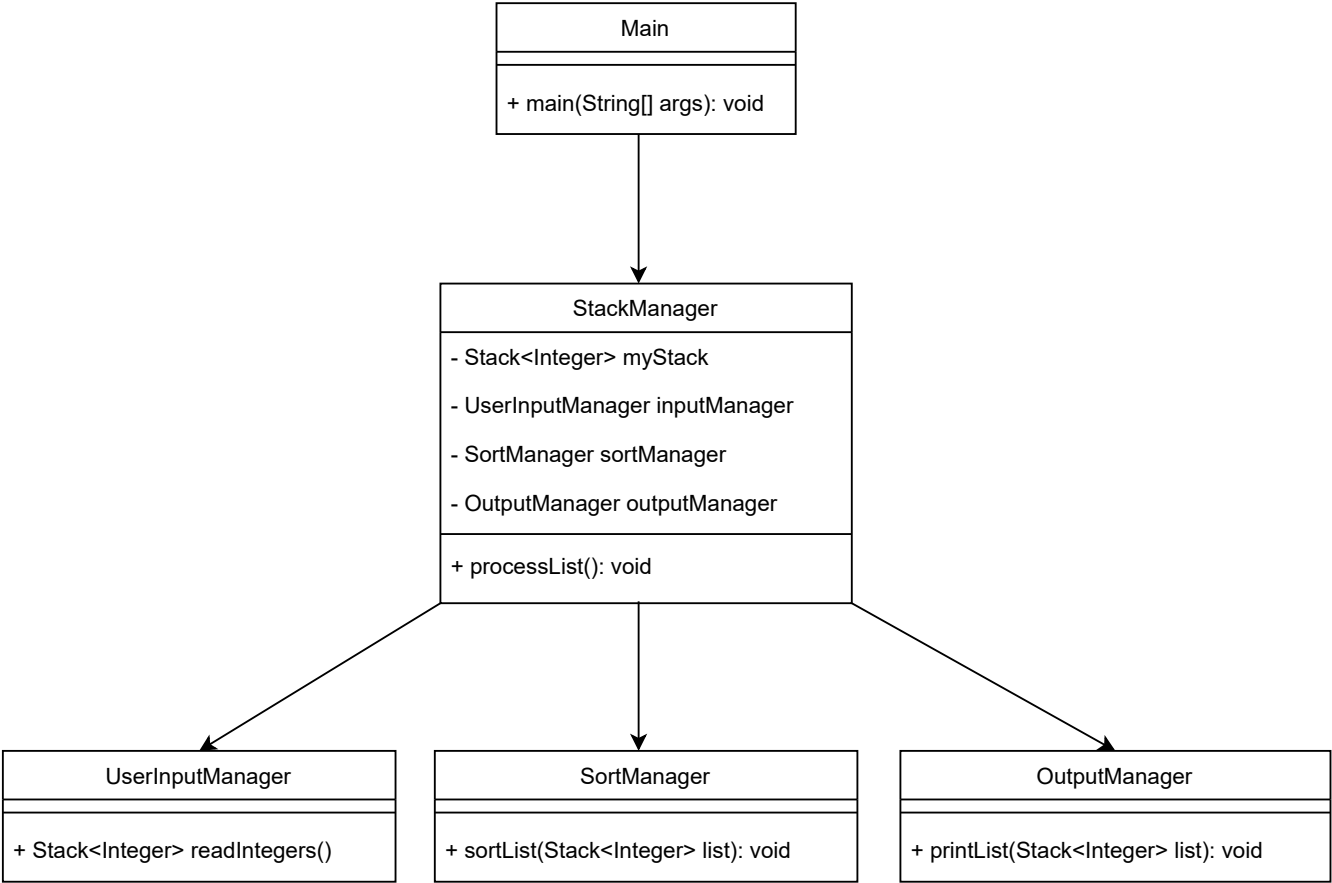 Main
+ main(String[] args): void
StackManager
- Stack<Integer> myStack
- UserInputManager inputManager
- SortManager sortManager
- OutputManager outputManager
+ processList(): void
UserInputManager
+ Stack<Integer> readIntegers()
SortManager
+ sortList(Stack<Integer> list): void
OutputManager
+ printList(Stack<Integer> list): void